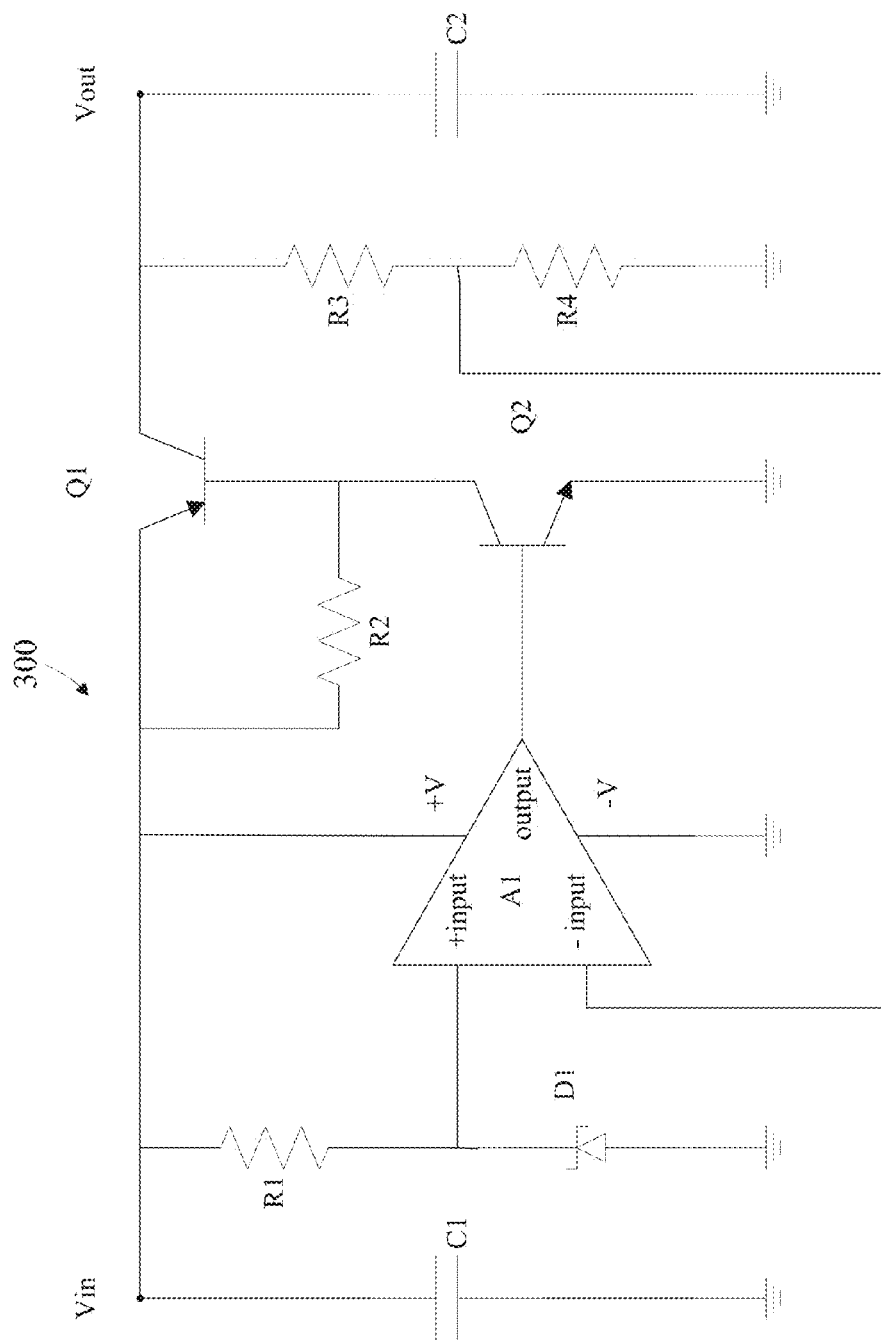 300
Vin
Q1
Vout
R1
+V
R2
R3
C2
C1
+input
A1
output
- input
D1
-V
Q2
R4